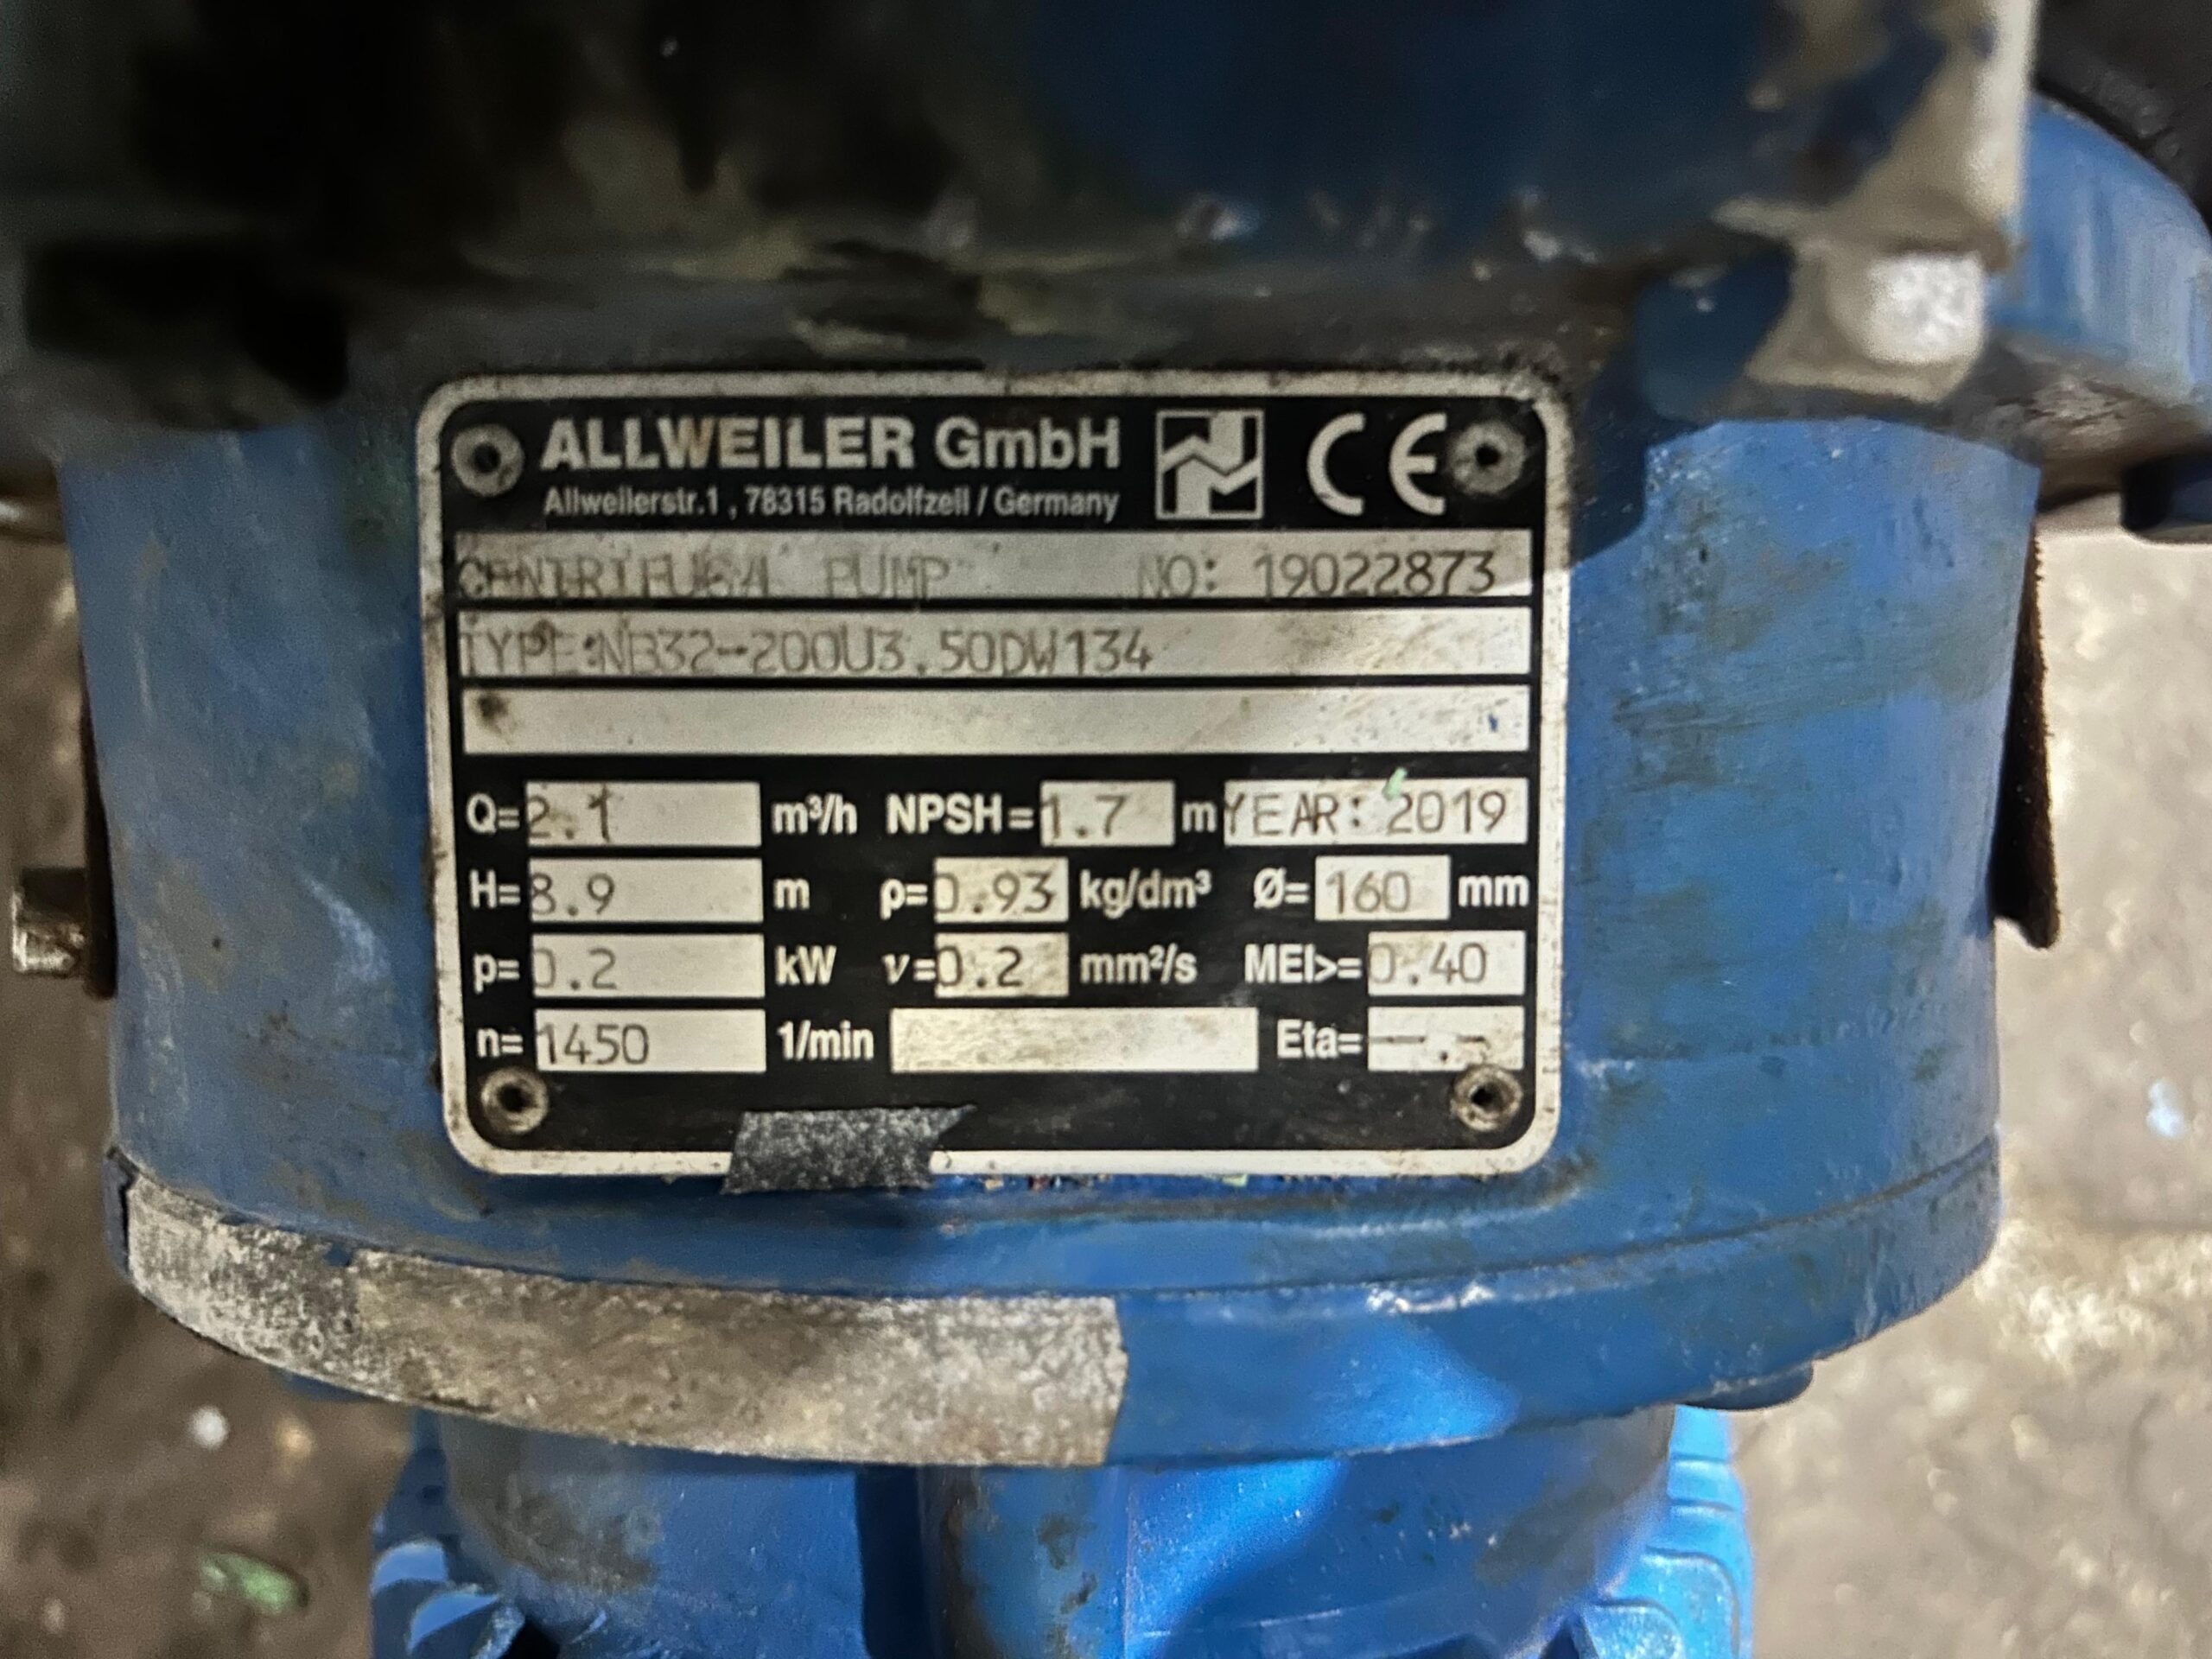 ALLWEILER GmbH CE
Allweilerstr.1 , 78315 Radolfzell / Germany
CENTRIFUGA PUMP NO: 19022873
TYPE:NB32-200U3.50DW134
Q= 2.1 m³/h NPSH= 1.7 m YEAR: 2019
H= 8.9 m ρ= 0.93 kg/dm³ Ø= 160 mm
p= 0.2 kW ν= 0.2 mm²/s MEI>= 0.40
n= 1450 1/min Eta= --.-